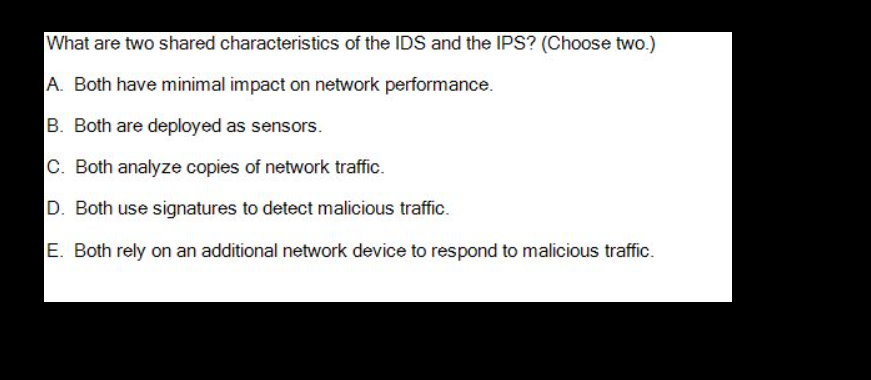 What are two shared characteristics of the IDS and the IPS? (Choose two.)
A. Both have minimal impact on network performance.
B. Both are deployed as sensors.
C. Both analyze copies of network traffic.
D. Both use signatures to detect malicious traffic.
E. Both rely on an additional network device to respond to malicious traffic.